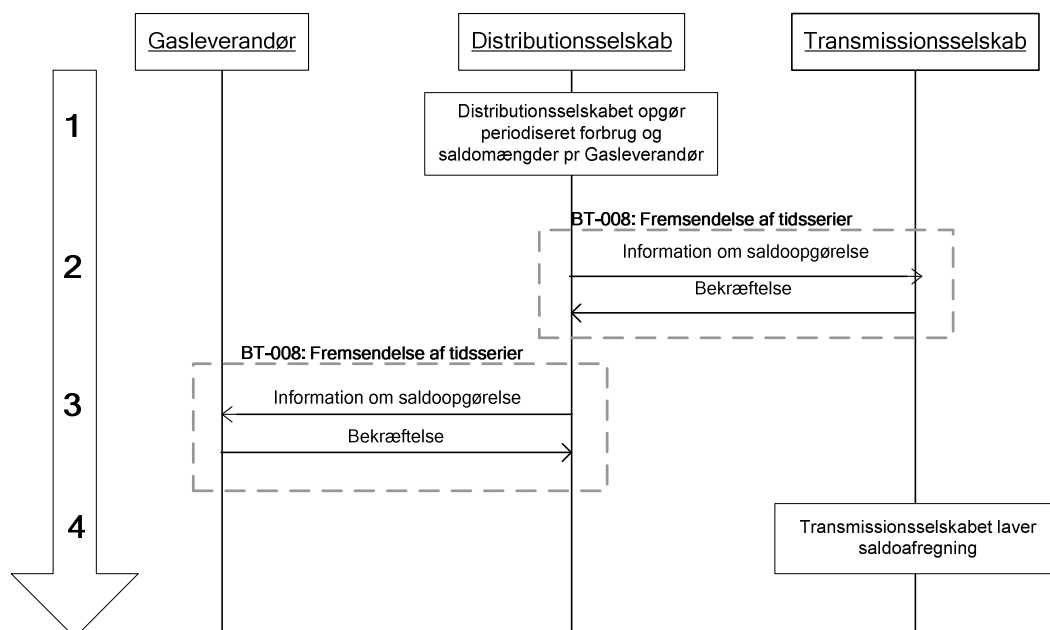 Gasleverandør
Distributionsselskab
Transmissionsselskab
1
Distributionsselskabet opgør
periodiseret forbrug og
saldomængder pr Gasleverandør
BT-008: Fremsendelse af tidsserier
2
Information om saldoopgørelse
Bekræftelse
BT-008: Fremsendelse af tidsserier
3
Information om saldoopgørelse
Bekræftelse
4
Transmissionsselskabet laver
saldoafregning